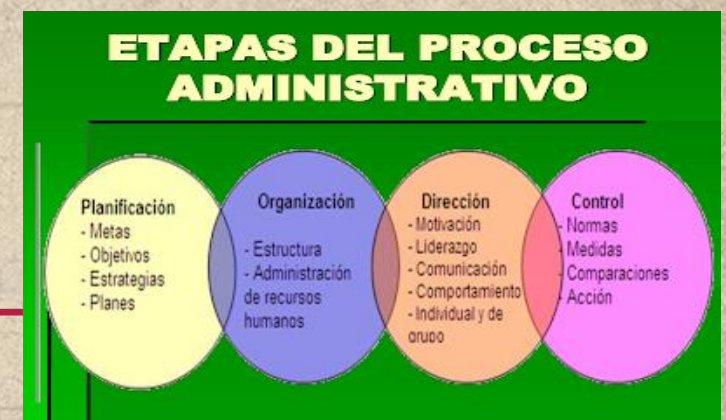 ETAPAS DEL PROCESO
ADMINISTRATIVO
Planificación
- Metas
- Objetivos
- Estrategias
- Planes
Organización
- Estructura
- Administración
de recursos
humanos
Dirección
- Motivación
- Liderazgo
- Comunicación
- Comportamiento
- Individual y de
grupo
Control
- Normas
- Medidas
- Comparaciones
- Acción